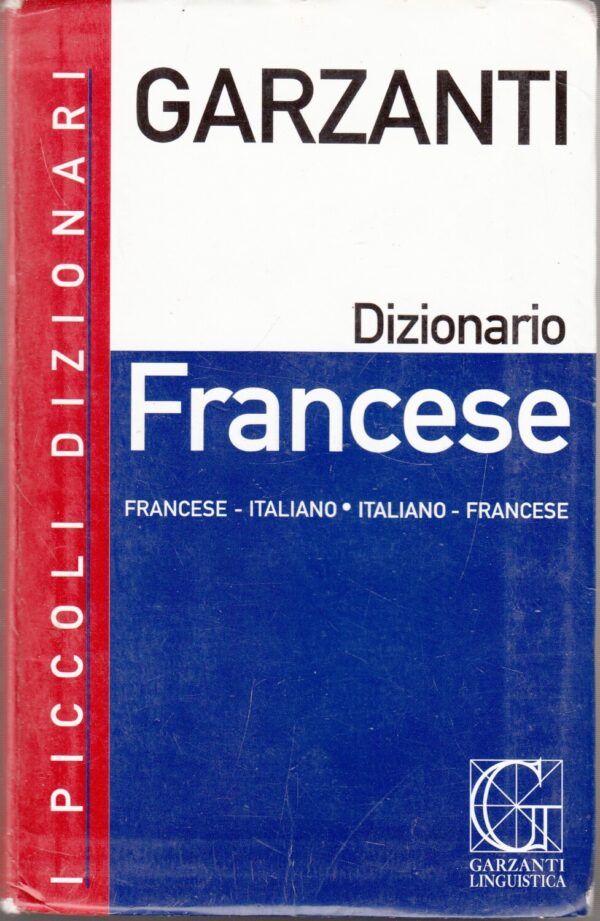 GARZANTI
Dizionario
Francese
FRANCESE - ITALIANO • ITALIANO - FRANCESE
I PICCOLI DIZIONARI
G
GARZANTI
LINGUISTICA